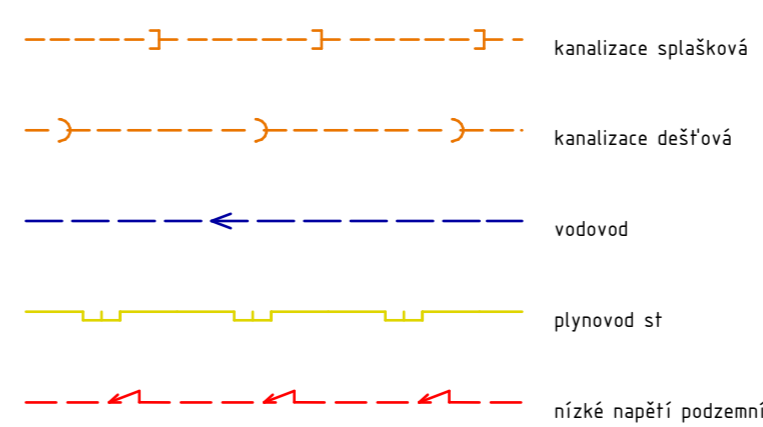 kanalizace splašková
kanalizace dešťová
vodovod
plynovod st
nízké napětí podzemní